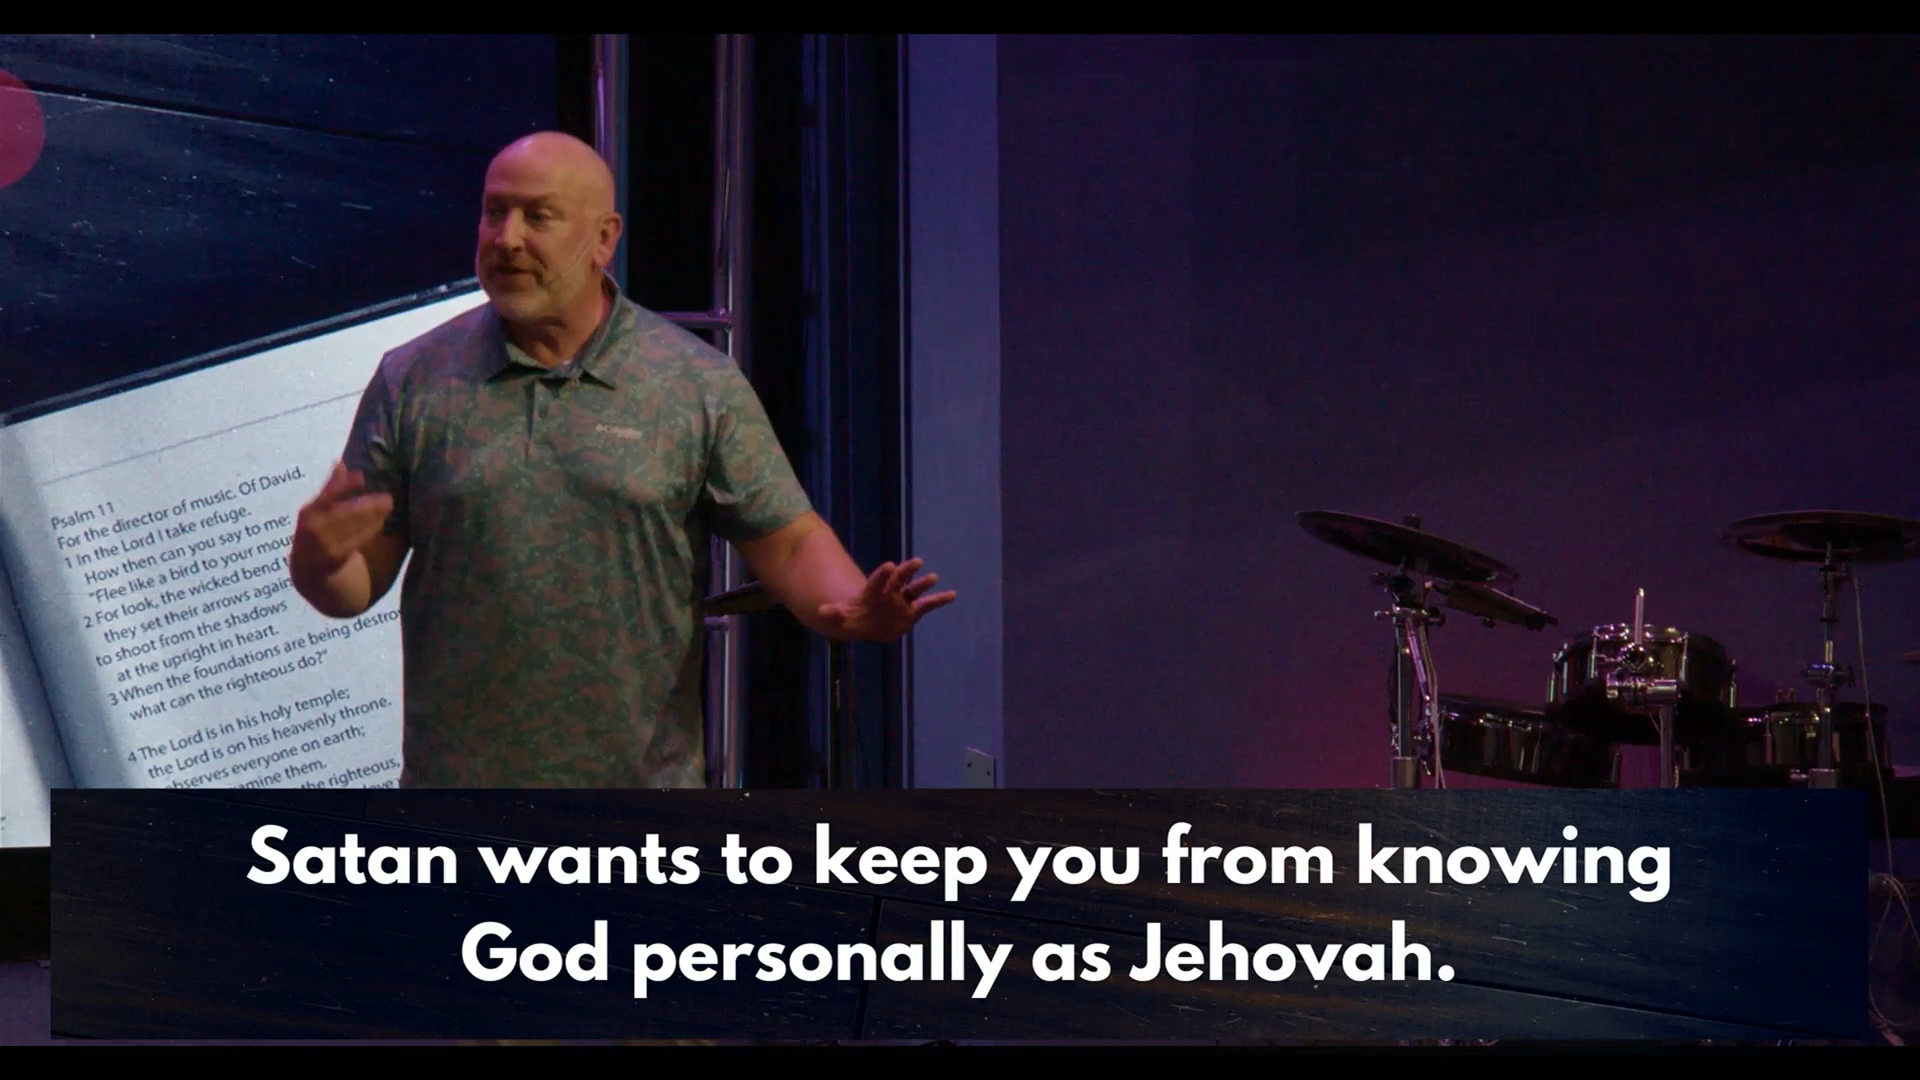 Psalm 11
For the director of music. Of David.
1 In the Lord I take refuge.
How then can you say to me:
"Flee like a bird to your
2 For look, the wicked bend
they set their arrows
to shoot from the shadows
at the upright in heart.
3 When the foundations are being
what can the righteous do?"
4 The Lord is in his holy temple;
the Lord is on his heavenly throne.
everyone on earth;
them.
the righteous,
Satan wants to keep you from knowing
God personally as Jehovah.